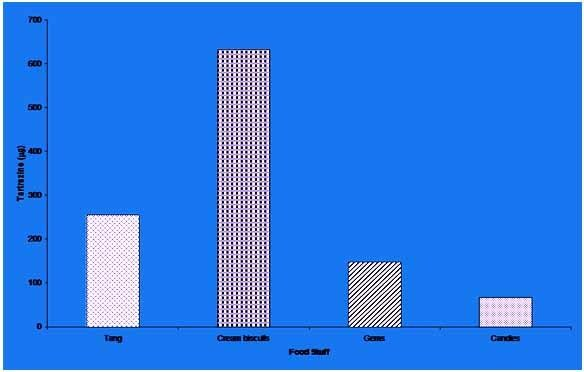 700
600
500
400
300
200
100
0
Tartrazine (µg)
Tang
Cream biscuits
Gems
Candies
Food Stuff